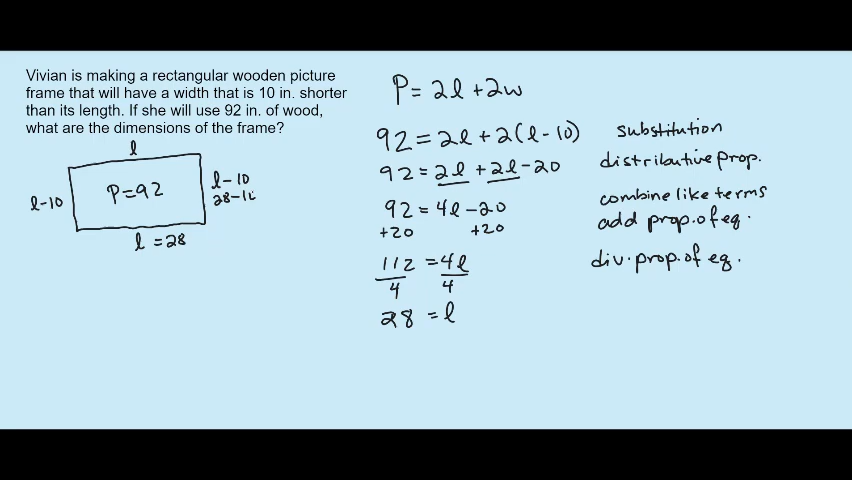 Vivian is making a rectangular wooden picture
frame that will have a width that is 10 in. shorter
than its length. If she will use 92 in. of wood,
what are the dimensions of the frame?
l
l-10
P=92
l-10
28-10
l = 28
P = 2l + 2w
92 = 2l + 2(l-10) substitution
92 = 2l + 2l - 20 distributive prop.
combine like terms
92 = 4l - 20 add prop. of eq.
+20 +20
112 = 4l div. prop. of eq.
4 4
28 = l